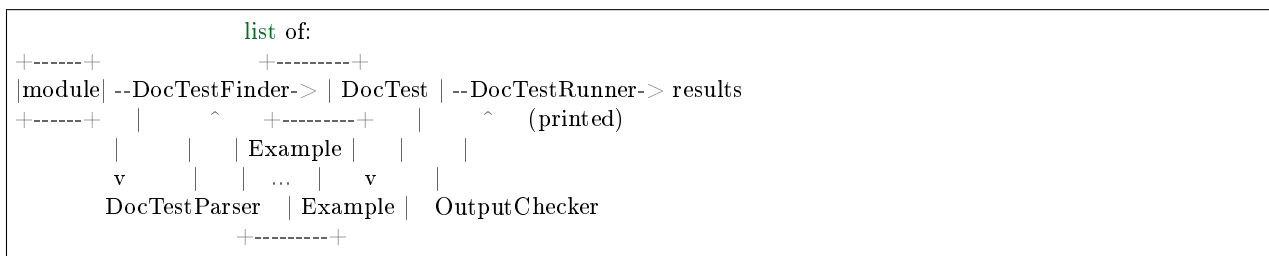 list of:
+------+ +---------+
|module| --DocTestFinder-> | DocTest | --DocTestRunner-> results
+------+ | ^ +---------+ | ^ (printed)
| | | Example | | |
v | | ... | v |
DocTestParser | Example | OutputChecker
+---------+